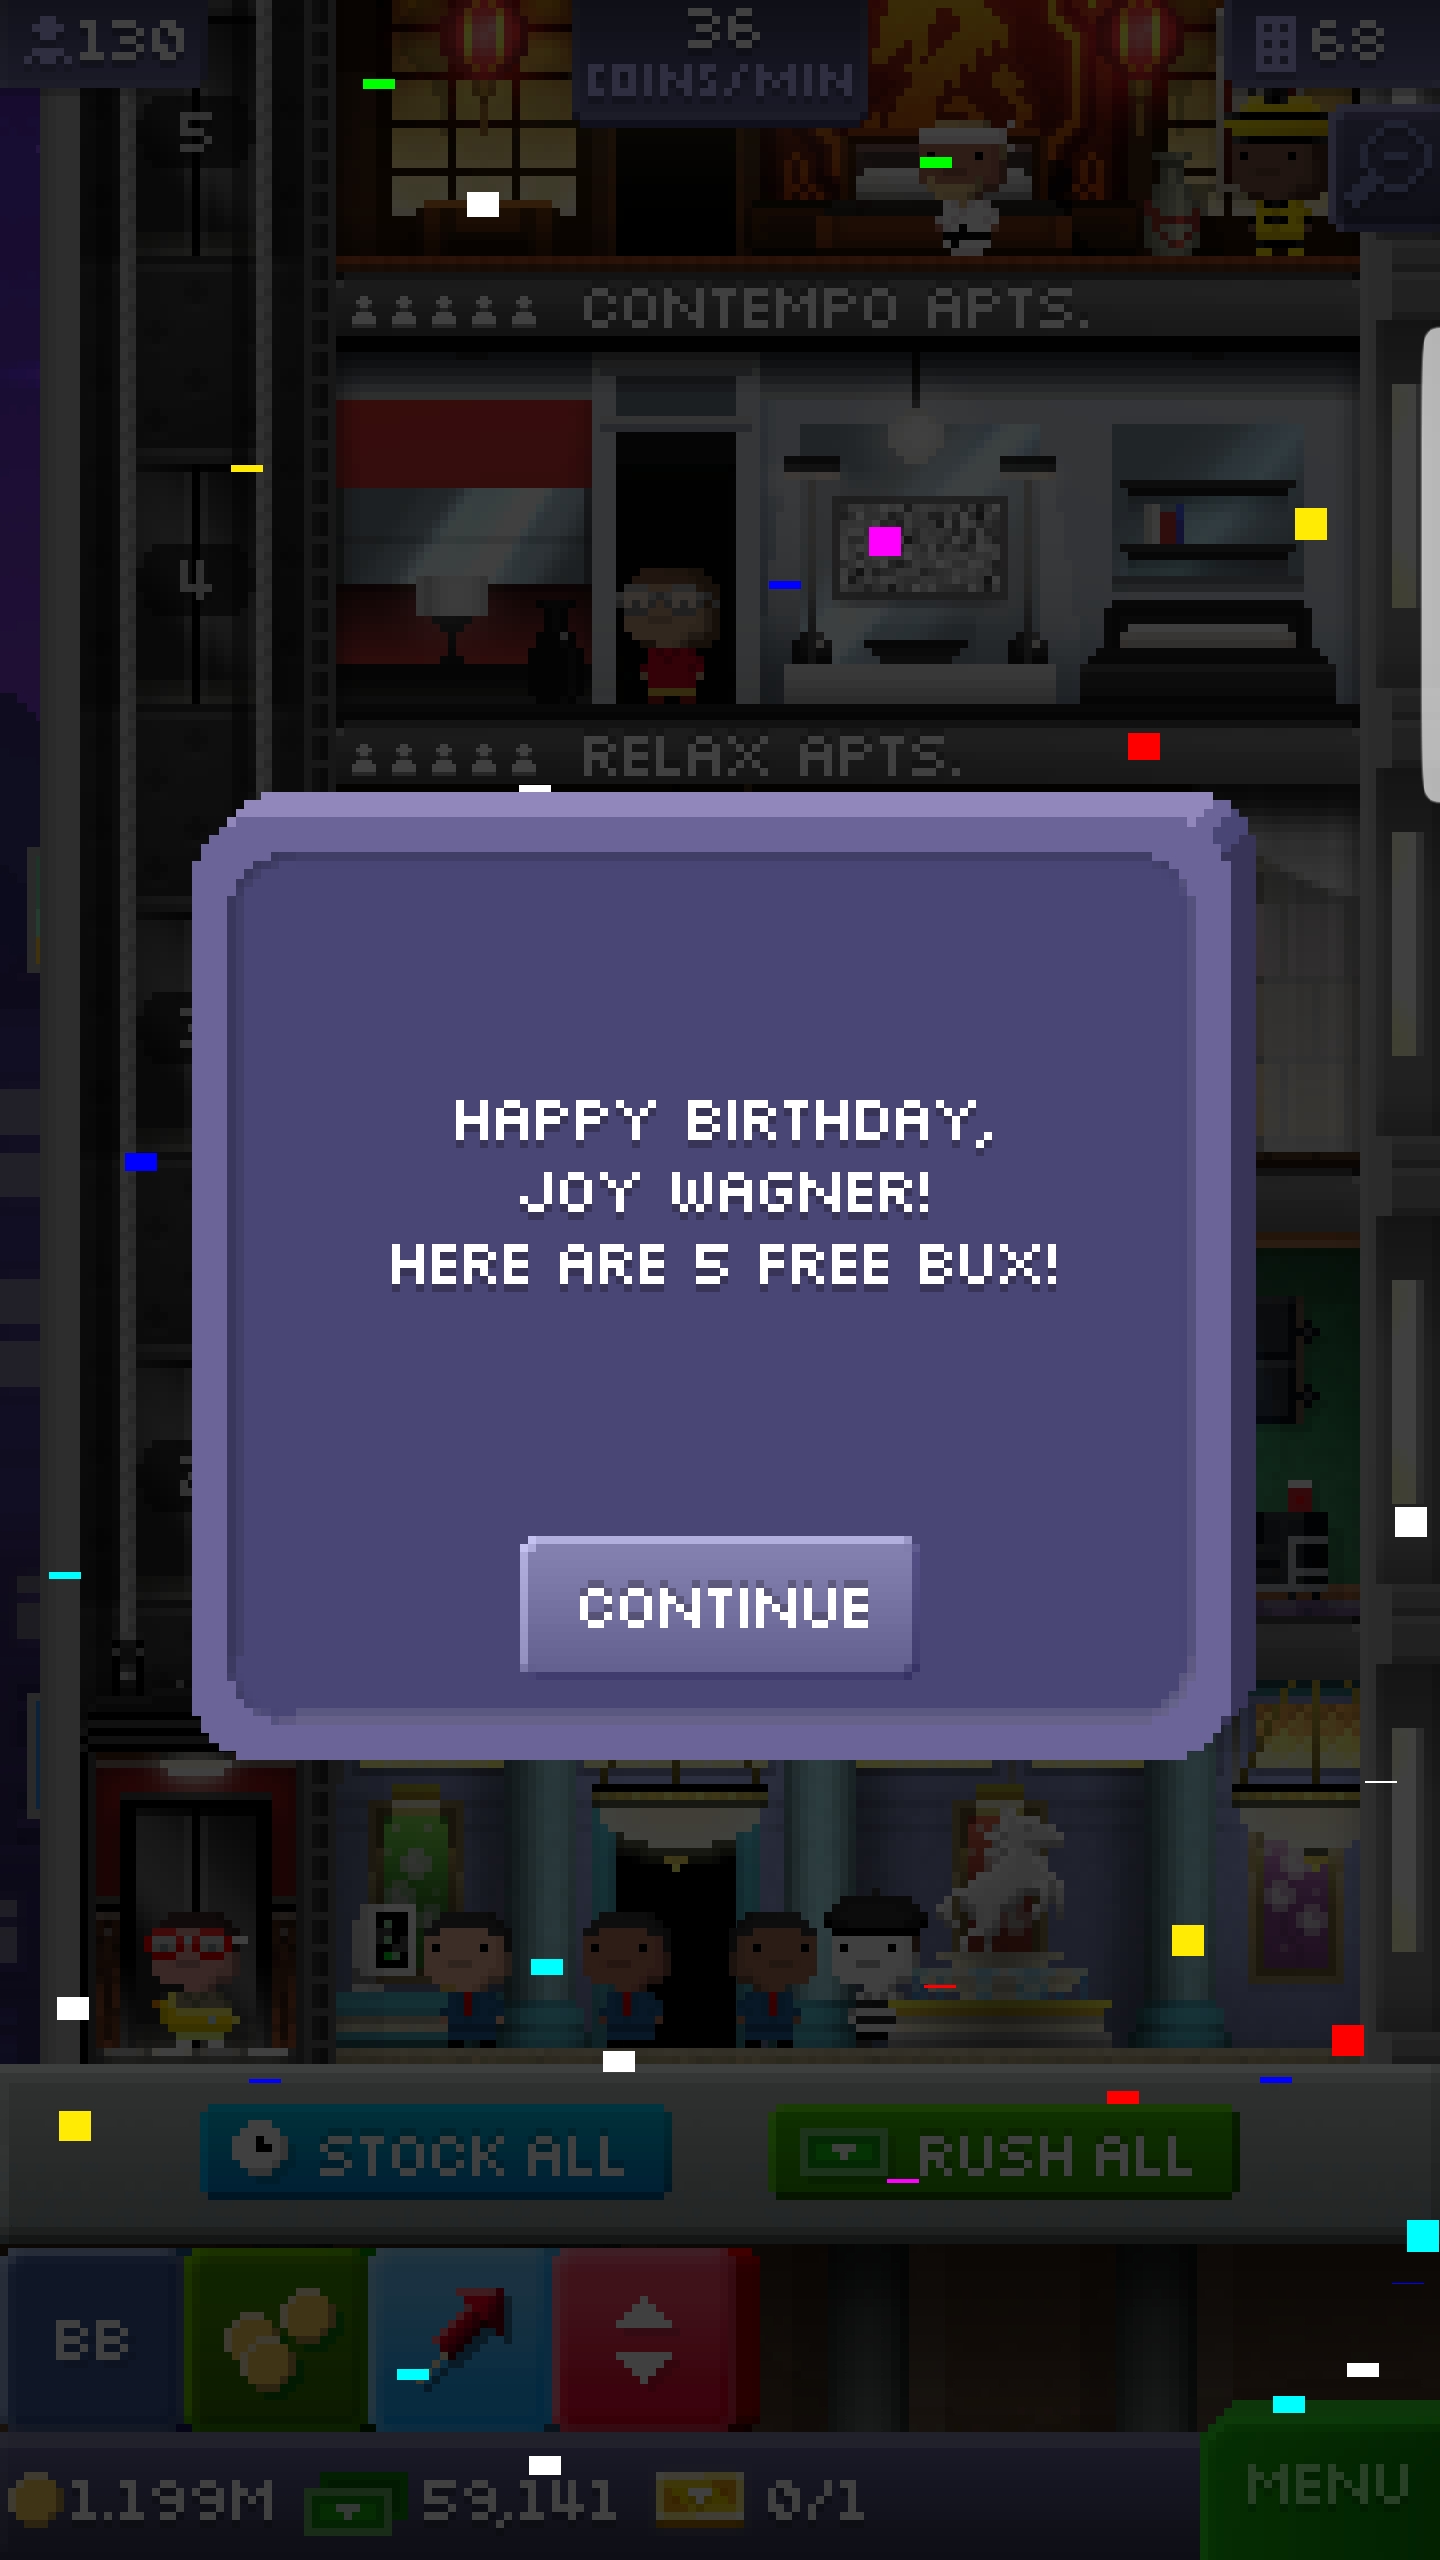 130
36
COINS/MIN
68
5
CONTEMPO APTS.
4
RELAX APTS.
HAPPY BIRTHDAY,
JOY WAGNER!
HERE ARE 5 FREE BUX!
CONTINUE
STOCK ALL
RUSH ALL
BB
1.199M
59,141
0/1
MENU